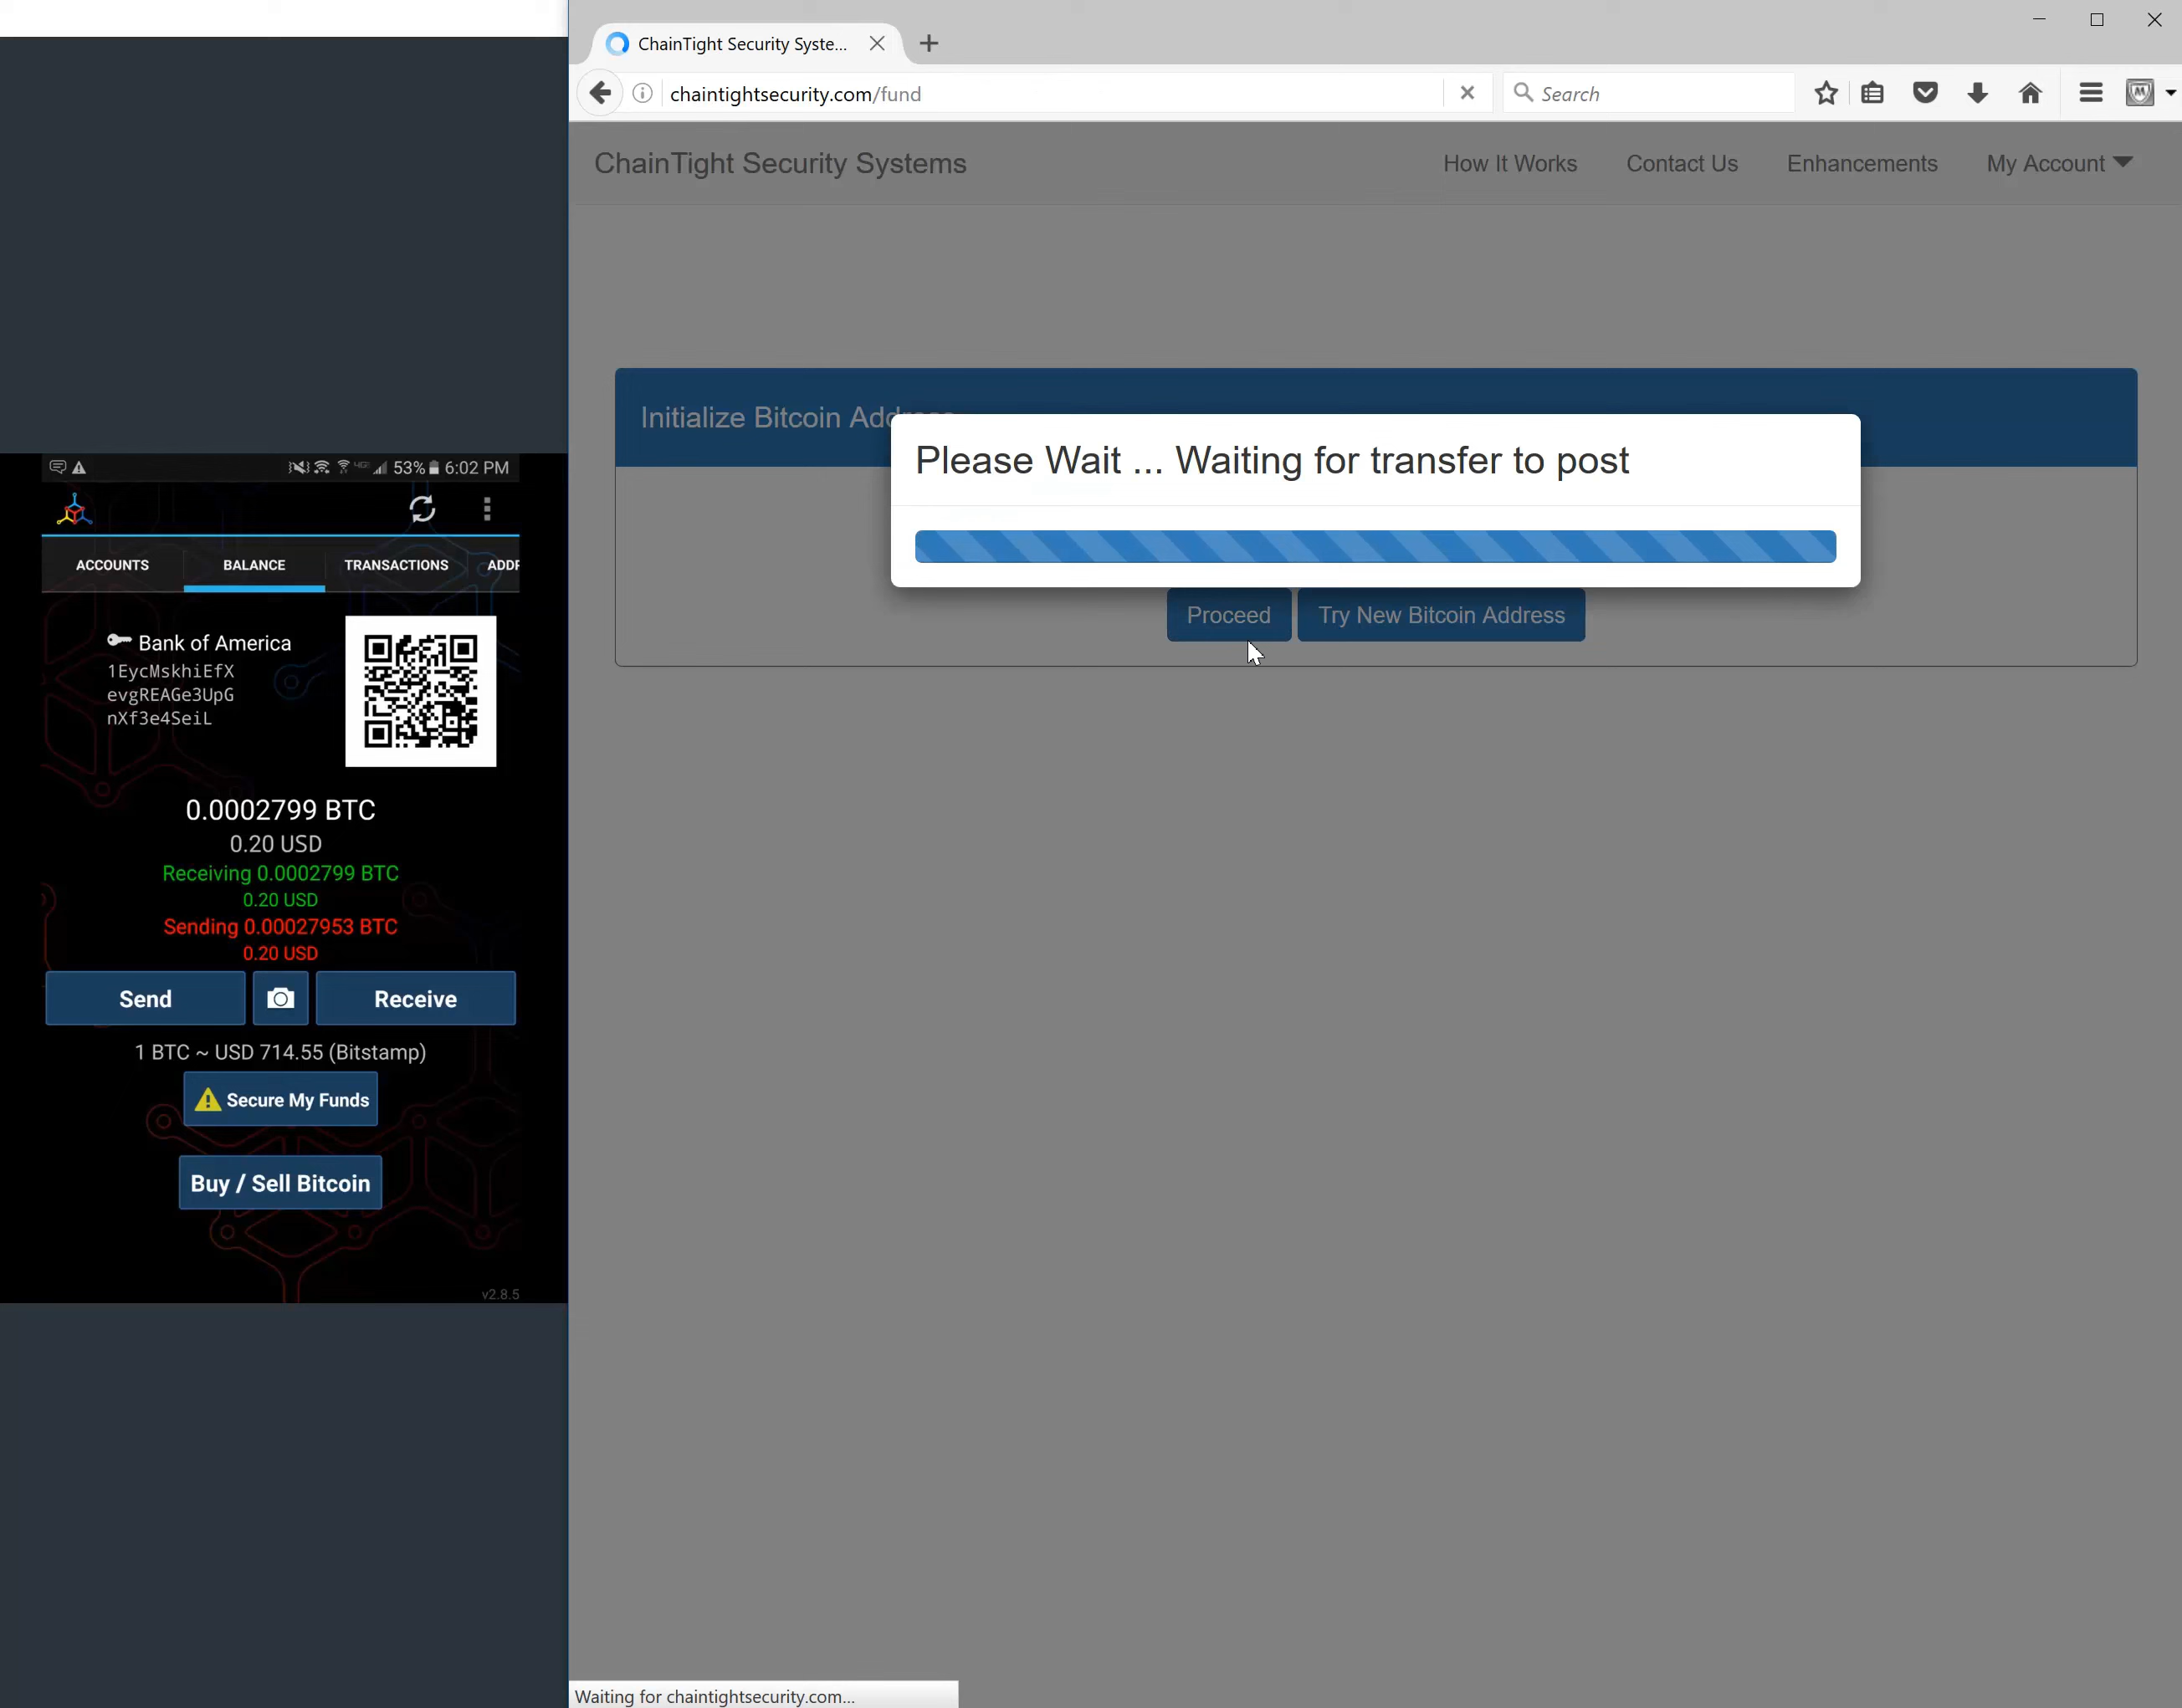 53% 6:02 PM
ACCOUNTS BALANCE TRANSACTIONS ADDR
Bank of America
1EycMskhiEfX
evgREAGe3UpG
nXf3e4SeiL
0.0002799 BTC
0.20 USD
Receiving 0.0002799 BTC
0.20 USD
Sending 0.00027953 BTC
0.20 USD
Send Receive
1 BTC ~ USD 714.55 (Bitstamp)
Secure My Funds
Buy / Sell Bitcoin
v2.8.5
ChainTight Security Syste...
chaintightsecurity.com/fund
Search
ChainTight Security Systems How It Works Contact Us Enhancements My Account
Initialize Bitcoin Address
Please Wait ... Waiting for transfer to post
Proceed Try New Bitcoin Address
Waiting for chaintightsecurity.com...